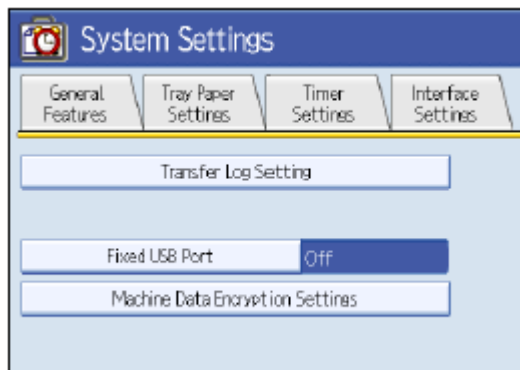 System Settings
General Features
Tray Paper Settings
Timer Settings
Interface Settings
Transfer Log Setting
Fixed USB Port Off
Machine Data Encryption Settings